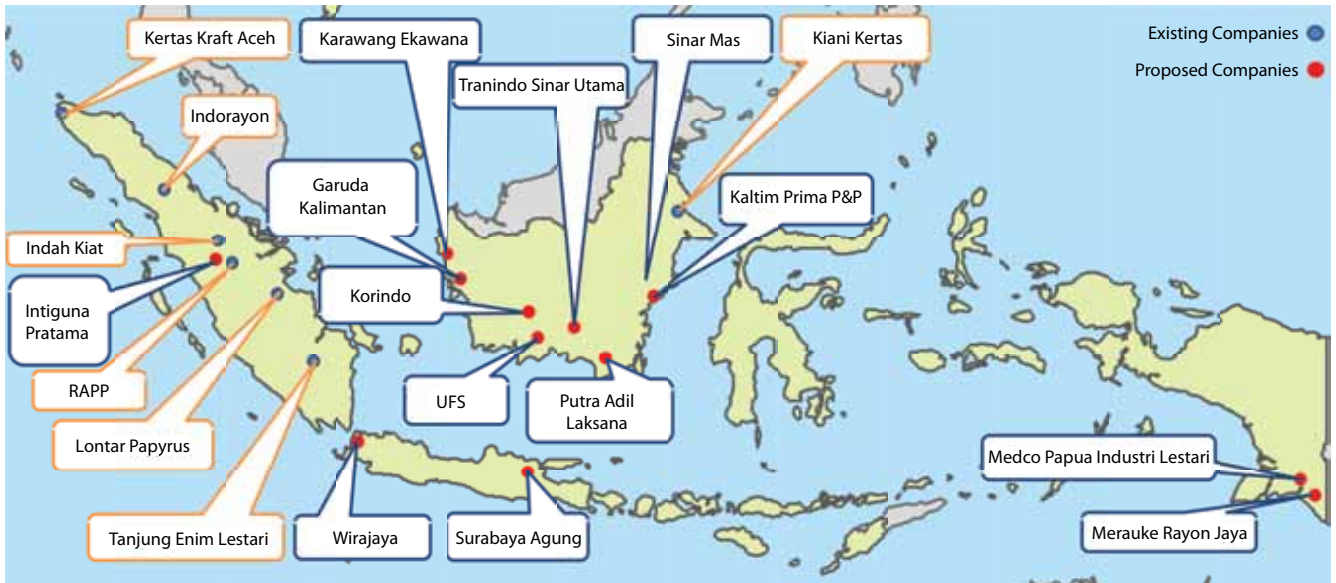 Kertas Kraft Aceh
Karawang Ekawana
Sinar Mas
Kiani Kertas
Existing Companies
Proposed Companies
Tranindo Sinar Utama
Indorayon
Garuda
Kalimantan
Kaltim Prima P&P
Indah Kiat
Korindo
Intiguna
Pratama
RAPP
UFS
Putra Adil
Laksana
Lontar Papyrus
Medco Papua Industri Lestari
Tanjung Enim Lestari
Wirajaya
Surabaya Agung
Merauke Rayon Jaya